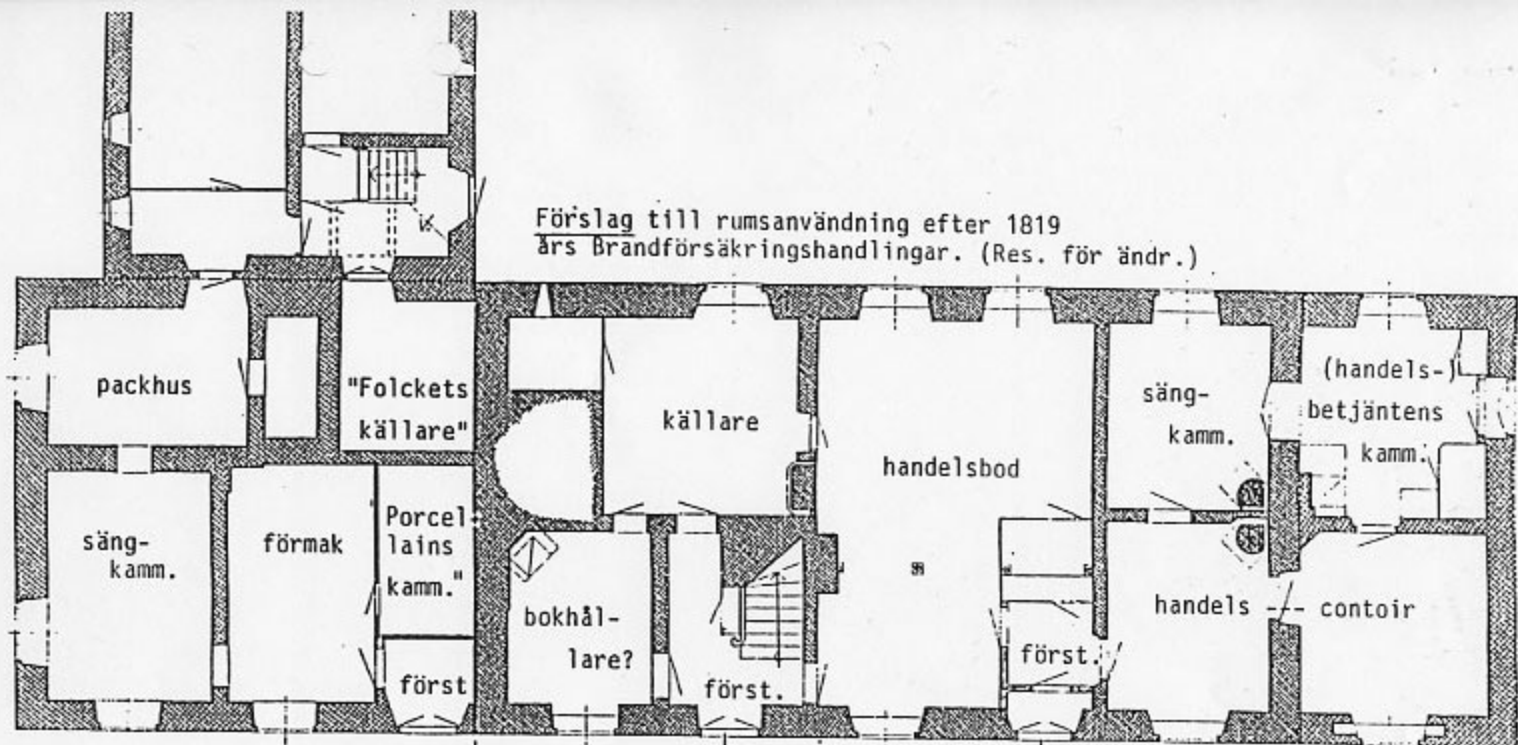 Förslag till rumsanvändning efter 1819
års Brandförsäkringshandlingar. (Res. för ändr.)
packhus
"Folckets
källare"
källare
handelsbod
säng-
kamm.
(handels-)
betjäntens
kamm.
säng-
kamm.
förmak
Porcel-
lains
kamm."
först
bokhål-
lare?
först.
först.
handels --- contoir